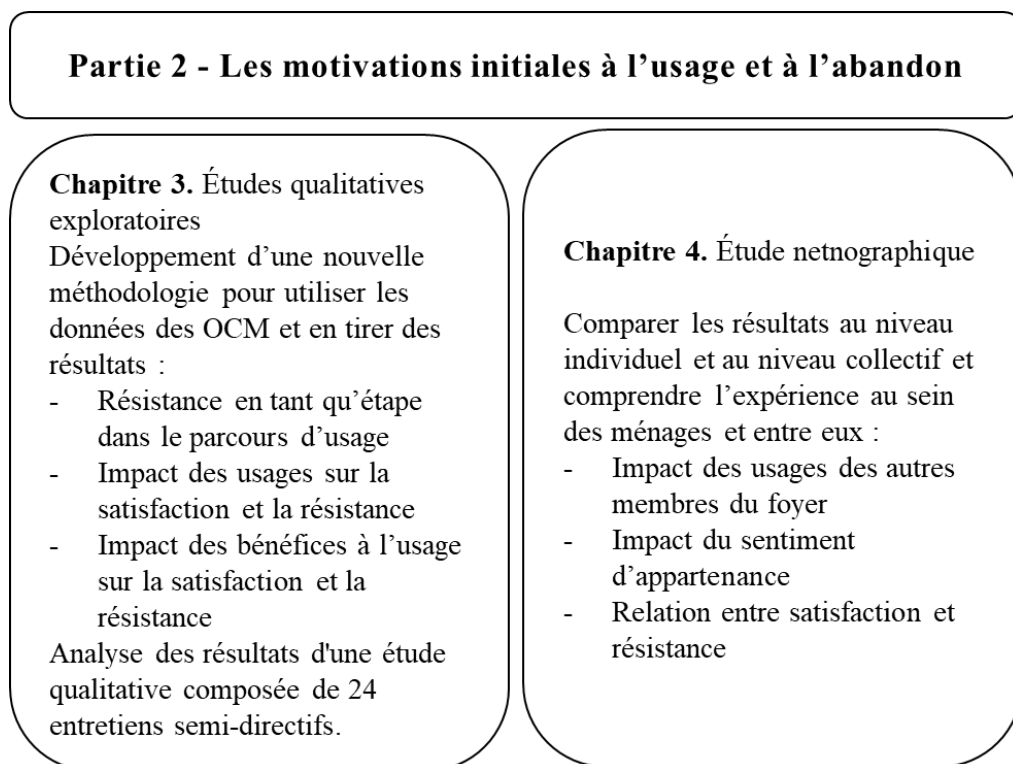 Partie 2 - Les motivations initiales à l’usage et à l’abandon
Chapitre 3. Études qualitatives
exploratoires
Développement d’une nouvelle
méthodologie pour utiliser les
données des OCM et en tirer des
résultats :
- Résistance en tant qu’étape
dans le parcours d’usage
- Impact des usages sur la
satisfaction et la résistance
- Impact des bénéfices à l’usage
sur la satisfaction et la
résistance
Analyse des résultats d'une étude
qualitative composée de 24
entretiens semi-directifs.
Chapitre 4. Étude netnographique
Comparer les résultats au niveau
individuel et au niveau collectif et
comprendre l’expérience au sein
des ménages et entre eux :
- Impact des usages des autres
membres du foyer
- Impact du sentiment
d’appartenance
- Relation entre satisfaction et
résistance